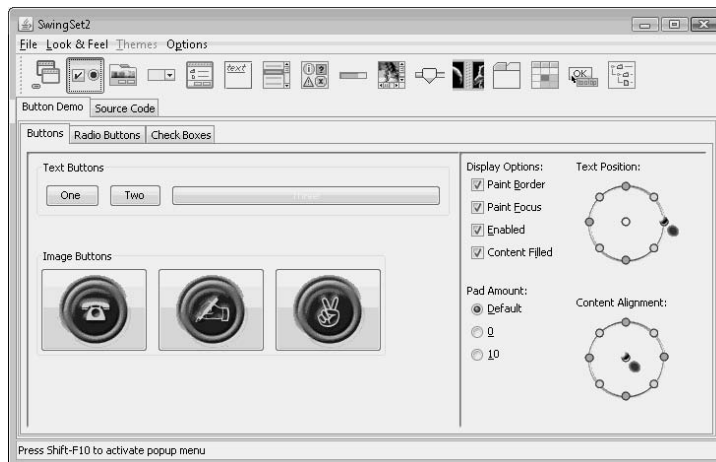 SwingSet2
File Look & Feel Themes Options
text
OK
Button Demo Source Code
Buttons Radio Buttons Check Boxes
Text Buttons
One Two
Image Buttons
Display Options:
Paint Border
Paint Focus
Enabled
Content Filled
Pad Amount:
Default
0
10
Text Position:
Content Alignment:
Press Shift-F10 to activate popup menu